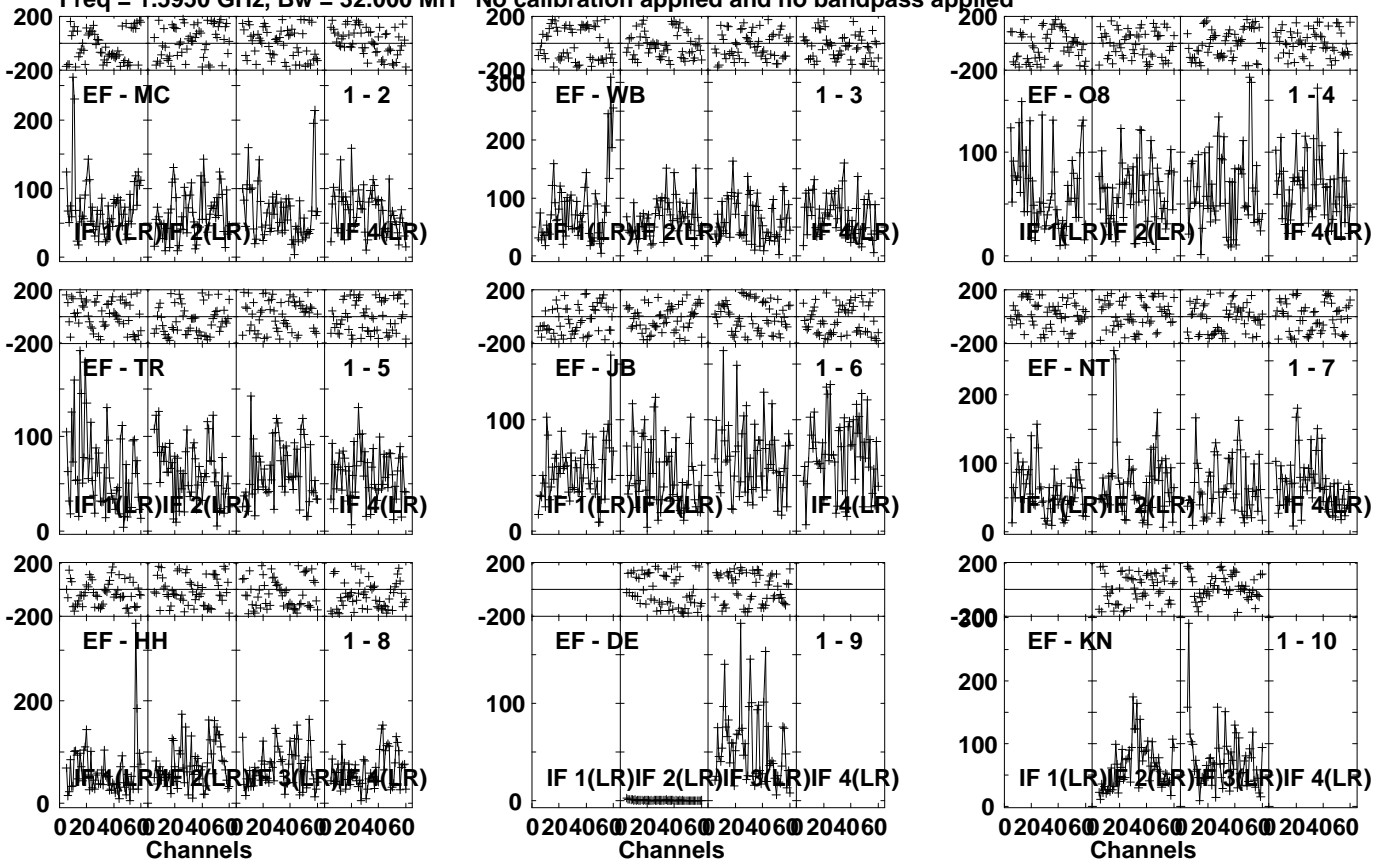 Freq = 1.5950 GHz, Bw = 32.000 MH No calibration applied and no bandpass applied
200
-200
EF - MC 1 - 2
200
100
0
IF 1(LR) IF 2(LR) IF 4(LR)
200
-200
300
EF - WB 1 - 3
200
100
0
IF 1(LR) IF 2(LR) IF 4(LR)
200
-200
EF - O8 1 - 4
100
0
IF 1(LR) IF 2(LR) IF 4(LR)
200
-200
EF - TR 1 - 5
100
0
IF 1(LR) IF 2(LR) IF 4(LR)
200
-200
EF - JB 1 - 6
100
0
IF 1(LR) IF 2(LR) IF 4(LR)
200
-200
EF - NT 1 - 7
200
100
0
IF 1(LR) IF 2(LR) IF 4(LR)
200
-200
EF - HH 1 - 8
200
0
IF 1(LR) IF 2(LR) IF 3(LR) IF 4(LR)
0 20 40 60 0 20 40 60 0 20 40 60 0 20 40 60
Channels
200
-200
EF - DE 1 - 9
100
0
IF 1(LR) IF 2(LR) IF 3(LR) IF 4(LR)
0 20 40 60 0 20 40 60 0 20 40 60 0 20 40 60
Channels
200
-200
300
EF - KN 1 - 10
200
100
0
IF 1(LR) IF 2(LR) IF 3(LR) IF 4(LR)
0 20 40 60 0 20 40 60 0 20 40 60 0 20 40 60
Channels